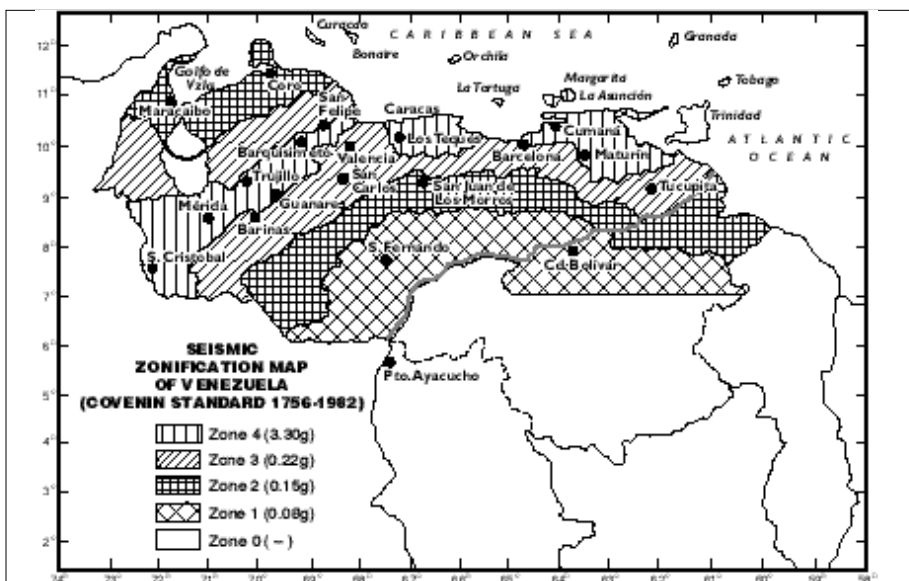 12°
11°
10°
9°
8°
7°
6°
5°
4°
3°
2°
CARIBBEAN SEA
Curacao
Bonaire
Orchila
Granada
Golfo de
Vzla
Coro
Maracaibo
San
Felipe
Caracas
La Tortuga
Margarita
La Asunción
Tobago
Trinidad
ATLANTIC
OCEAN
Los Teques
Cumaná
Barquisimeto
Valencia
Barcelona
Maturín
Trujillo
San
Carlos
San Juan de
Los Morros
Tucupita
Mérida
Guanare
Barinas
S. Cristobal
S. Fernando
Cd. Bolívar
Pto. Ayacucho
SEISMIC
ZONIFICATION MAP
OF VENEZUELA
(COVENIN STANDARD 1756-1982)
Zone 4 (3.30g)
Zone 3 (0.22g)
Zone 2 (0.15g)
Zone 1 (0.08g)
Zone 0 ( – )